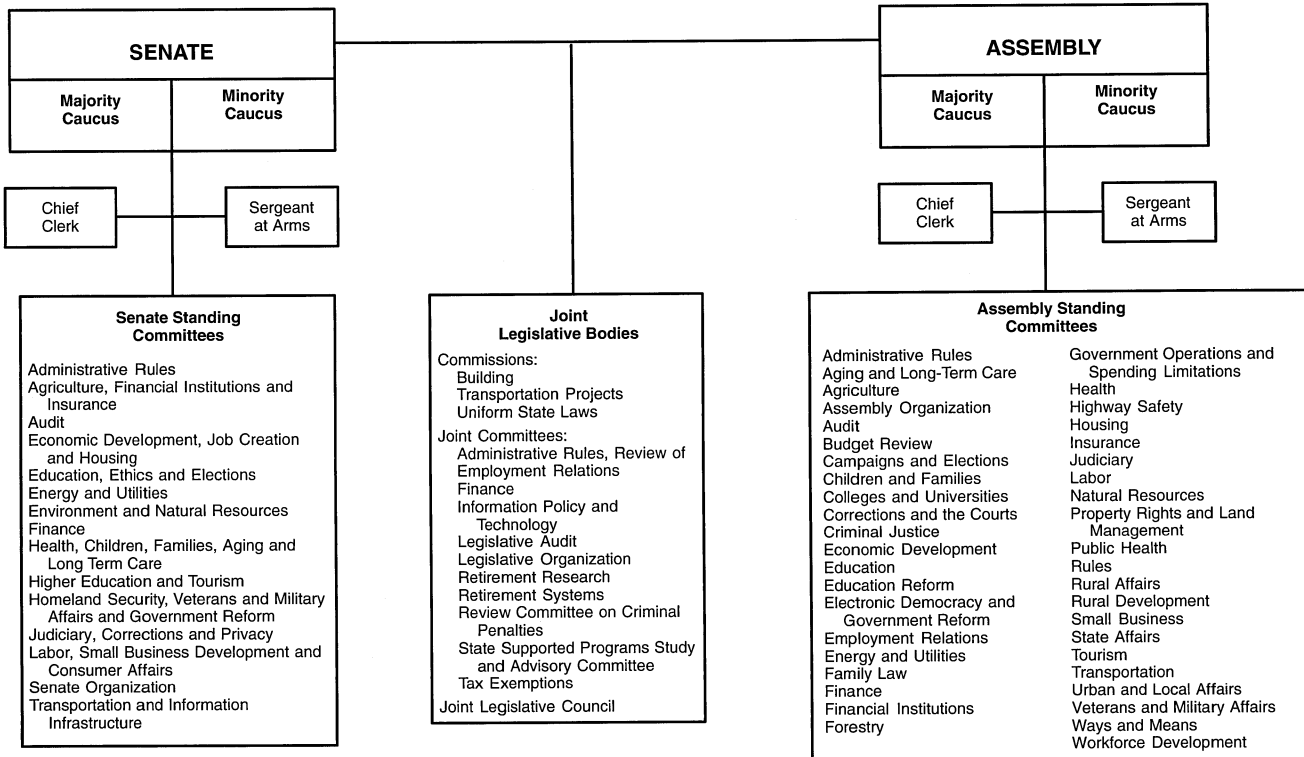 SENATE
Majority
Caucus
Minority
Caucus
Chief
Clerk
Sergeant
at Arms
Senate Standing
Committees
Administrative Rules
Agriculture, Financial Institutions and
Insurance
Audit
Economic Development, Job Creation
and Housing
Education, Ethics and Elections
Energy and Utilities
Environment and Natural Resources
Finance
Health, Children, Families, Aging and
Long Term Care
Higher Education and Tourism
Homeland Security, Veterans and Military
Affairs and Government Reform
Judiciary, Corrections and Privacy
Labor, Small Business Development and
Consumer Affairs
Senate Organization
Transportation and Information
Infrastructure
Joint
Legislative Bodies
Commissions:
Building
Transportation Projects
Uniform State Laws
Joint Committees:
Administrative Rules, Review of
Employment Relations
Finance
Information Policy and
Technology
Legislative Audit
Legislative Organization
Retirement Research
Retirement Systems
Review Committee on Criminal
Penalties
State Supported Programs Study
and Advisory Committee
Tax Exemptions
Joint Legislative Council
ASSEMBLY
Majority
Caucus
Minority
Caucus
Chief
Clerk
Sergeant
at Arms
Assembly Standing
Committees
Administrative Rules
Aging and Long-Term Care
Agriculture
Assembly Organization
Audit
Budget Review
Campaigns and Elections
Children and Families
Colleges and Universities
Corrections and the Courts
Criminal Justice
Economic Development
Education
Education Reform
Electronic Democracy and
Government Reform
Employment Relations
Energy and Utilities
Family Law
Finance
Financial Institutions
Forestry
Government Operations and
Spending Limitations
Health
Highway Safety
Housing
Insurance
Judiciary
Labor
Natural Resources
Property Rights and Land
Management
Public Health
Rules
Rural Affairs
Rural Development
Small Business
State Affairs
Tourism
Transportation
Urban and Local Affairs
Veterans and Military Affairs
Ways and Means
Workforce Development